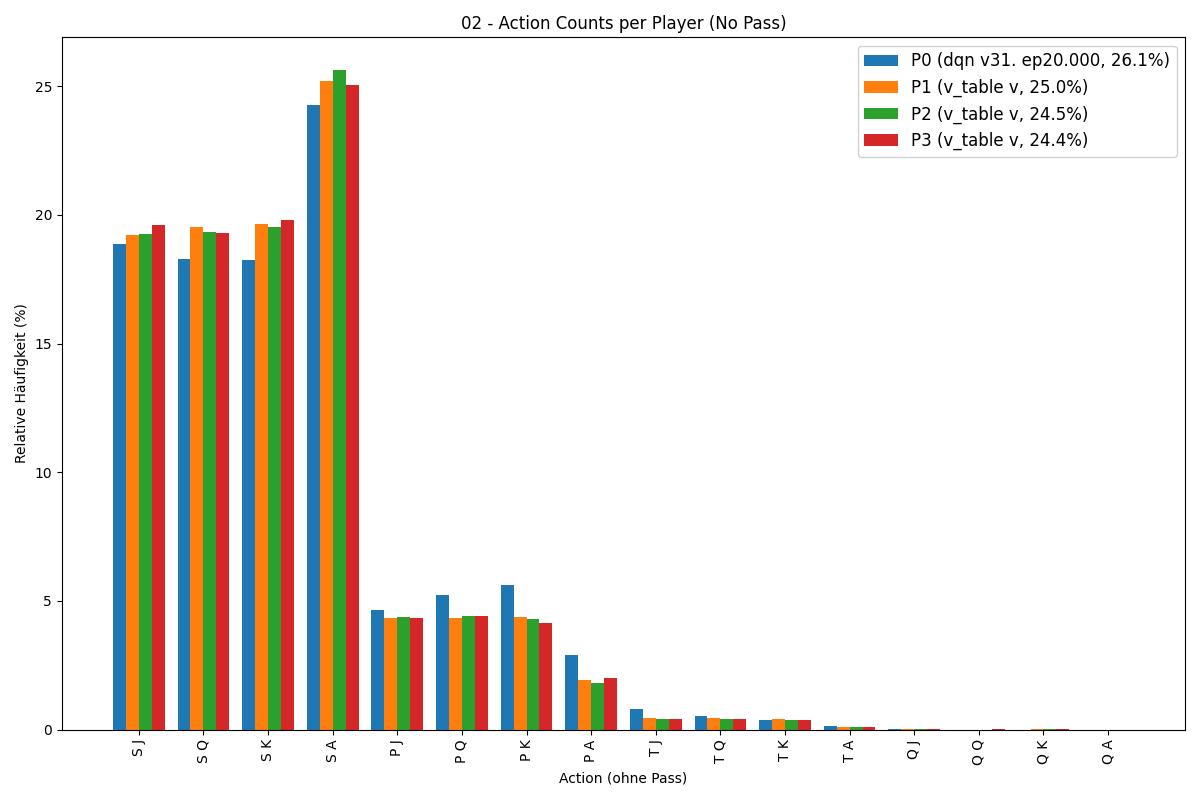 02 - Action Counts per Player (No Pass)
P0 (dqn v31. ep20.000, 26.1%)
P1 (v_table v, 25.0%)
P2 (v_table v, 24.5%)
P3 (v_table v, 24.4%)
Relative Häufigkeit (%)
25
20
15
10
5
0
S J
S Q
S K
S A
P J
P Q
P K
P A
T J
T Q
T K
T A
Q J
Q Q
Q K
Q A
Action (ohne Pass)